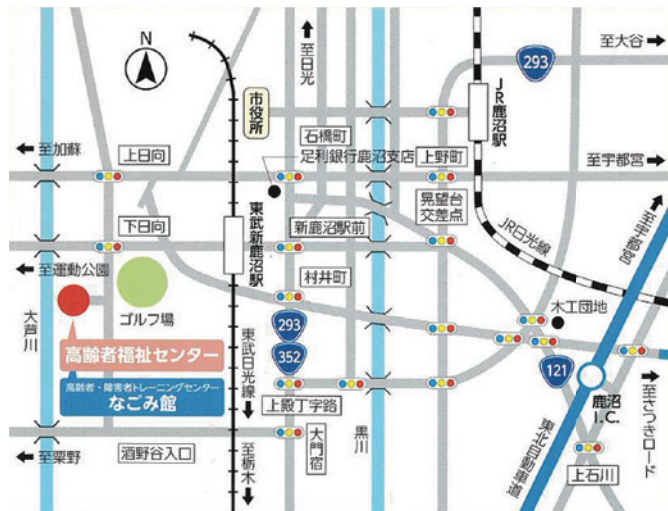 N
至日光
293
至大谷
市役所
JR鹿沼駅
石橋町
足利銀行鹿沼支店
上野町
至加蘇
上日向
至宇都宮
晃望台
交差点
東武新鹿沼駅
下日向
新鹿沼駅前
JR日光線
至宇都宮
至運動公園
村井町
大芦川
ゴルフ場
木工団地
293
高齢者福祉センター
東武日光線
352
121
高齢者・障害者トレーニングセンター
なごみ館
上殿丁字路
鹿沼
I.C.
至さつきロード
黒川
大門宿
東北自動車道
至粟野
酒野谷入口
至栃木
上石川